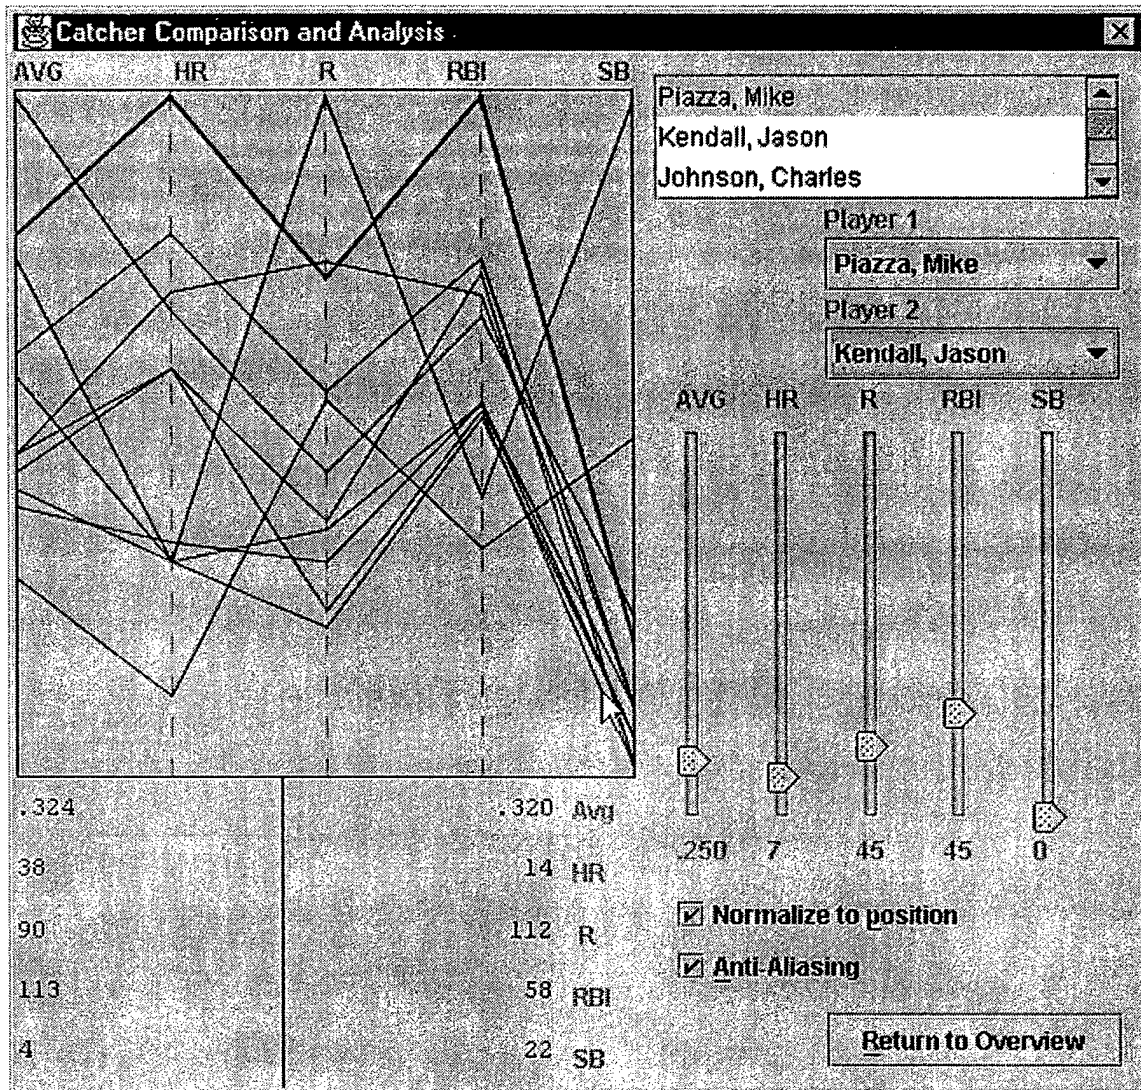 Catcher Comparison and Analysis
AVG HR R RBI SB
Piazza, Mike
Kendall, Jason
Johnson, Charles
Player 1
Piazza, Mike
Player 2
Kendall, Jason
AVG HR R RBI SB
.250 7 45 45 0
.324 .320 Avg
38 14 HR
90 112 R
113 58 RBI
4 22 SB
Normalize to position
Anti-Aliasing
Return to Overview